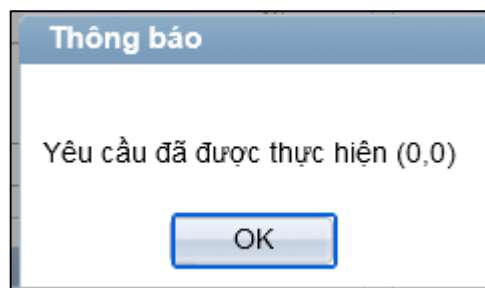 Thông báo
Yêu cầu đã được thực hiện (0,0)
OK